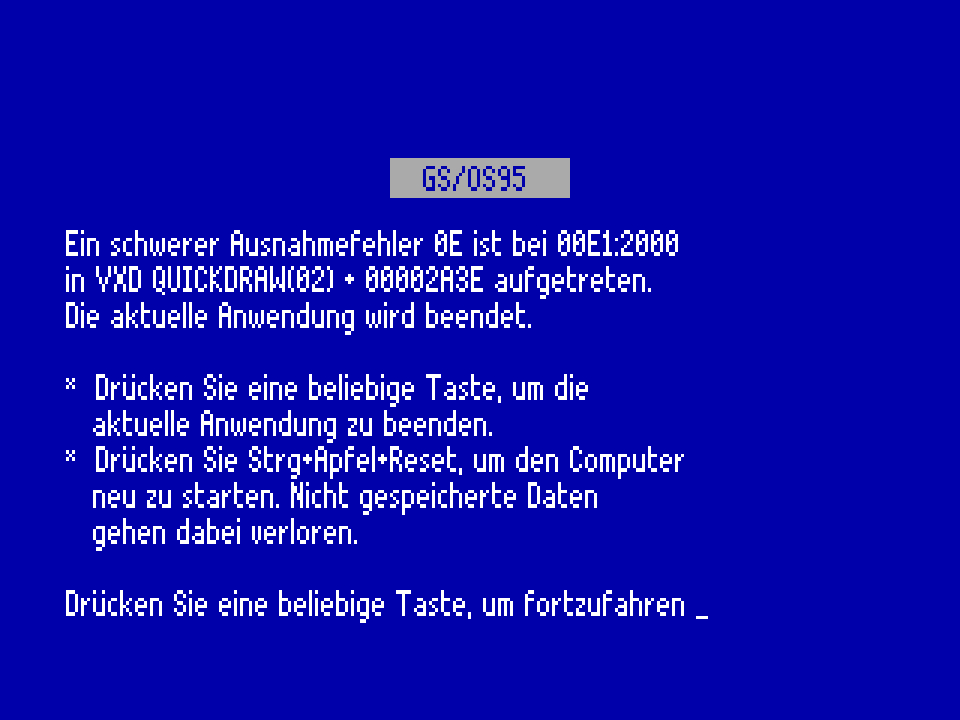 GS/OS95
Ein schwerer Ausnahmefehler 0E ist bei 00E1:2000
in VXD QUICKDRAW(02) + 00002A3E aufgetreten.
Die aktuelle Anwendung wird beendet.
* Drücken Sie eine beliebige Taste, um die
aktuelle Anwendung zu beenden.
* Drücken Sie Strg+Apfel+Reset, um den Computer
neu zu starten. Nicht gespeicherte Daten
gehen dabei verloren.
Drücken Sie eine beliebige Taste, um fortzufahren _